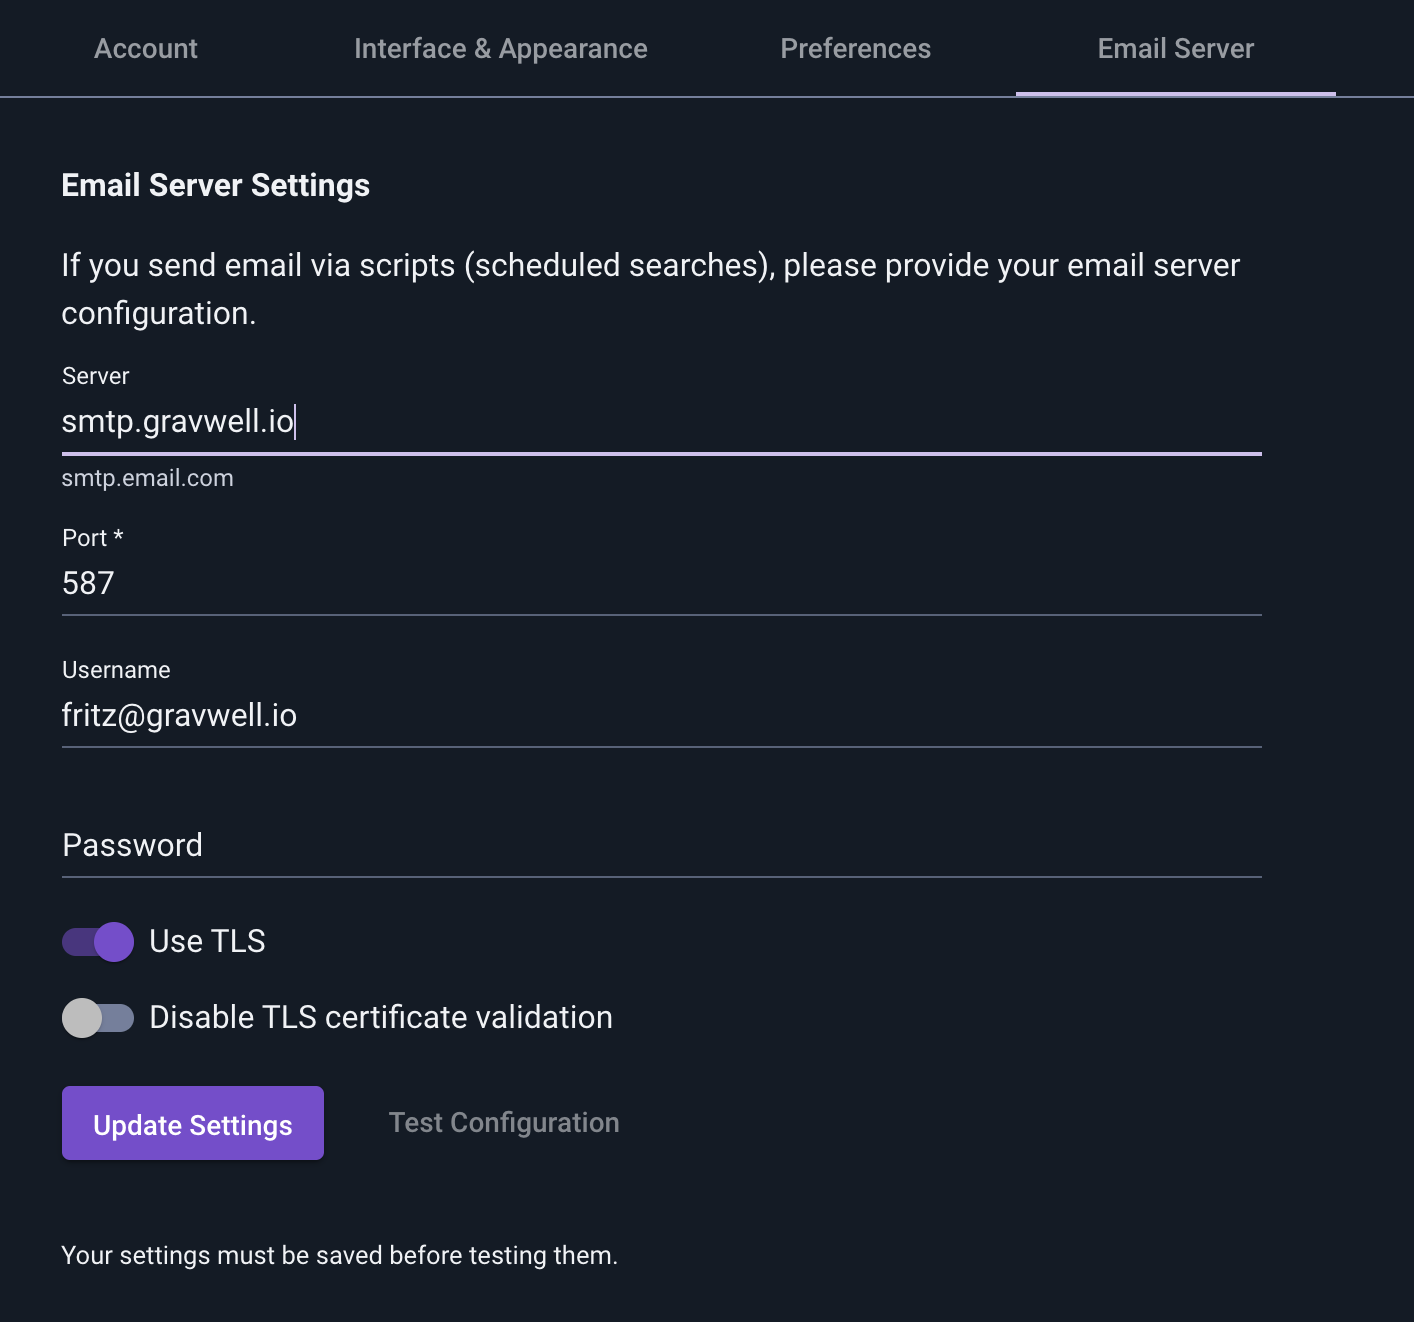 Account Interface & Appearance Preferences Email Server
Email Server Settings
If you send email via scripts (scheduled searches), please provide your email server
configuration.
Server
smtp.gravwell.io
smtp.email.com
Port *
587
Username
fritz@gravwell.io
Password
Use TLS
Disable TLS certificate validation
Update Settings Test Configuration
Your settings must be saved before testing them.